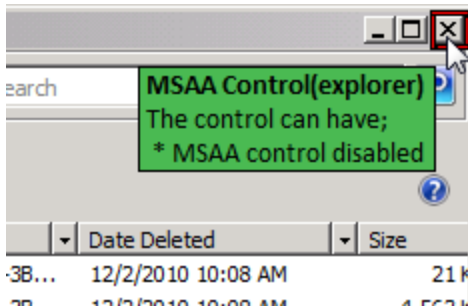 earch
MSAA Control(explorer)
The control can have;
* MSAA control disabled
Date Deleted Size
-3B... 12/2/2010 10:08 AM 21 K